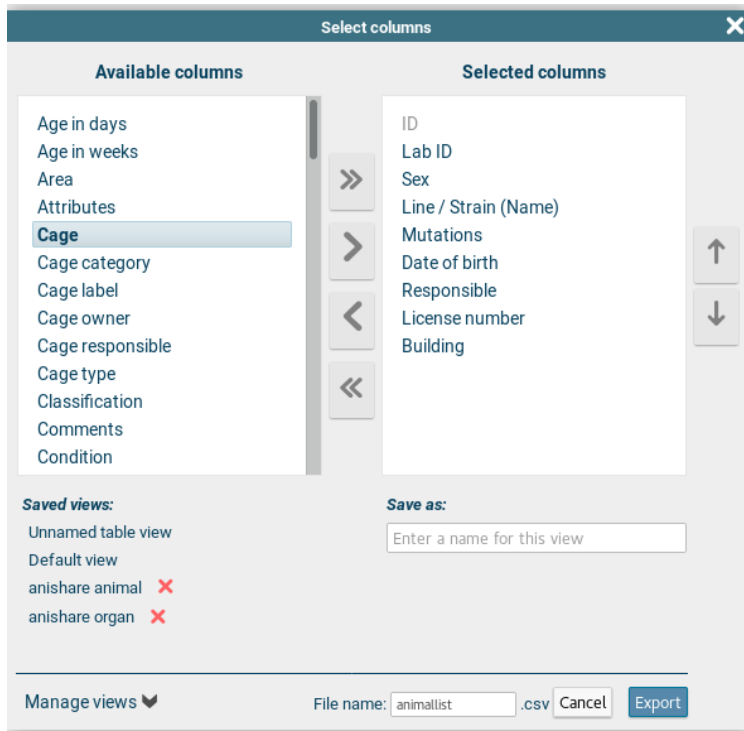 Select columns
Available columns
Selected columns
Age in days
Age in weeks
Area
Attributes
Cage
Cage category
Cage label
Cage owner
Cage responsible
Cage type
Classification
Comments
Condition
ID
Lab ID
Sex
Line / Strain (Name)
Mutations
Date of birth
Responsible
License number
Building
Saved views:
Unnamed table view
Default view
anishare animal
anishare organ
Save as:
Enter a name for this view
Manage views
File name: animallist .csv Cancel Export